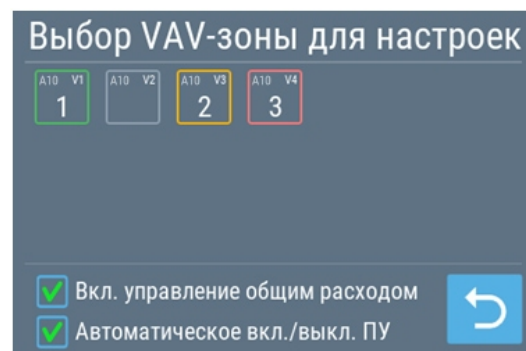 Выбор VAV-зоны для настроек
A10 V1 A10 V2 A10 V3 A10 V4
1 2 3
Вкл. управление общим расходом
Автоматическое вкл./выкл. ПУ